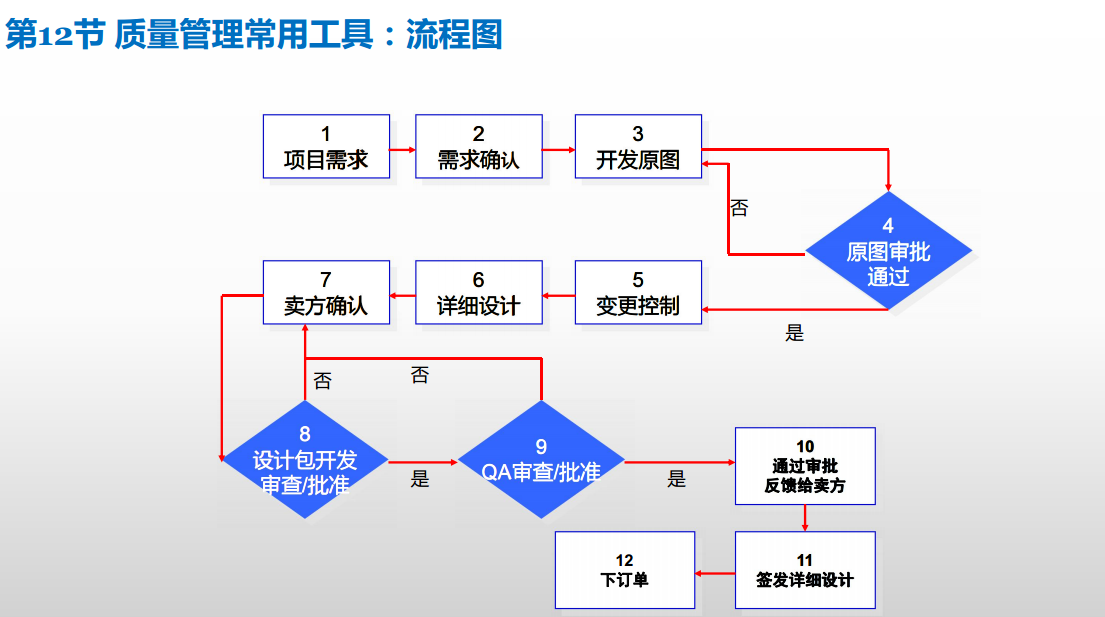 第12节 质量管理常用工具：流程图
1
项目需求
2
需求确认
3
开发原图
否
4
原图审批
通过
7
卖方确认
6
详细设计
5
变更控制
是
否
否
8
设计包开发
审查/批准
是
9
QA审查/批准
是
10
通过审批
反馈给卖方
12
下订单
11
签发详细设计